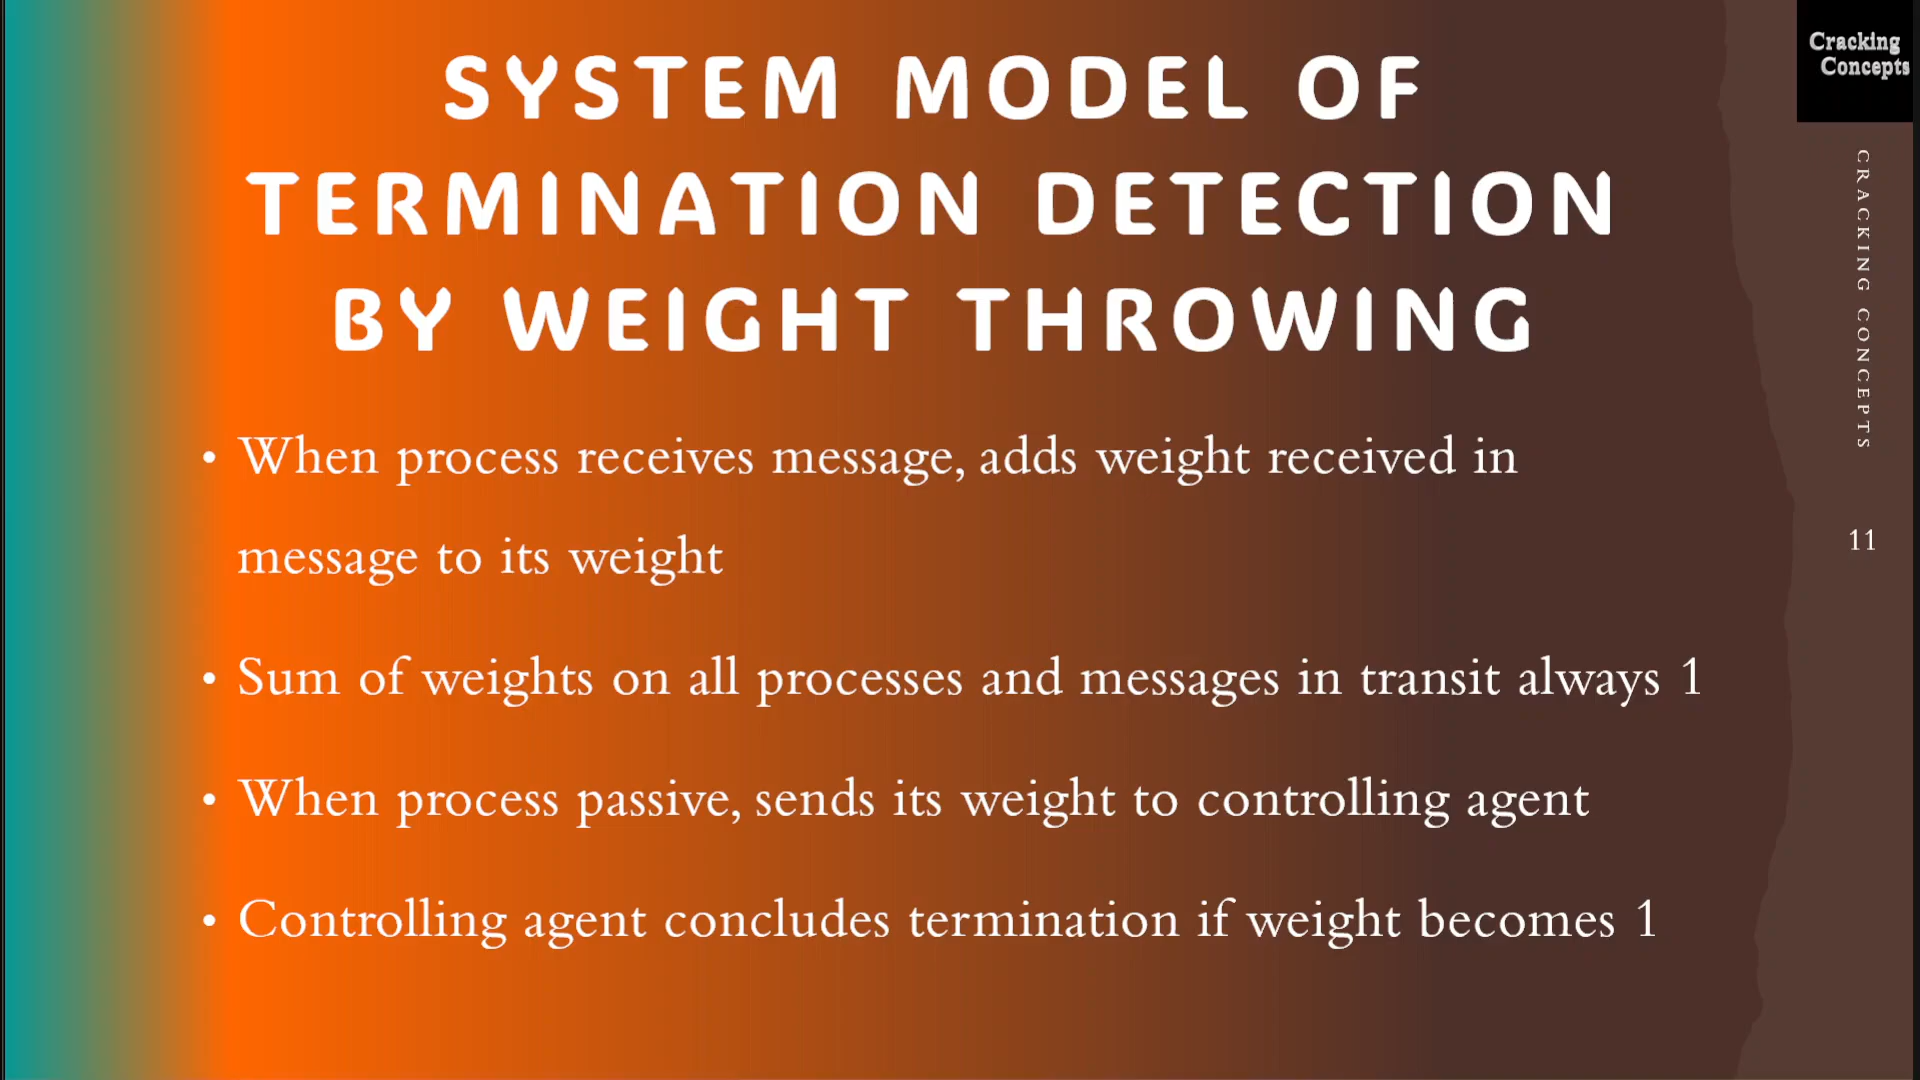 SYSTEM MODEL OF
TERMINATION DETECTION
BY WEIGHT THROWING
• When process receives message, adds weight received in
message to its weight
• Sum of weights on all processes and messages in transit always 1
• When process passive, sends its weight to controlling agent
• Controlling agent concludes termination if weight becomes 1
Cracking
Concepts
CRACKING CONCEPTS
11